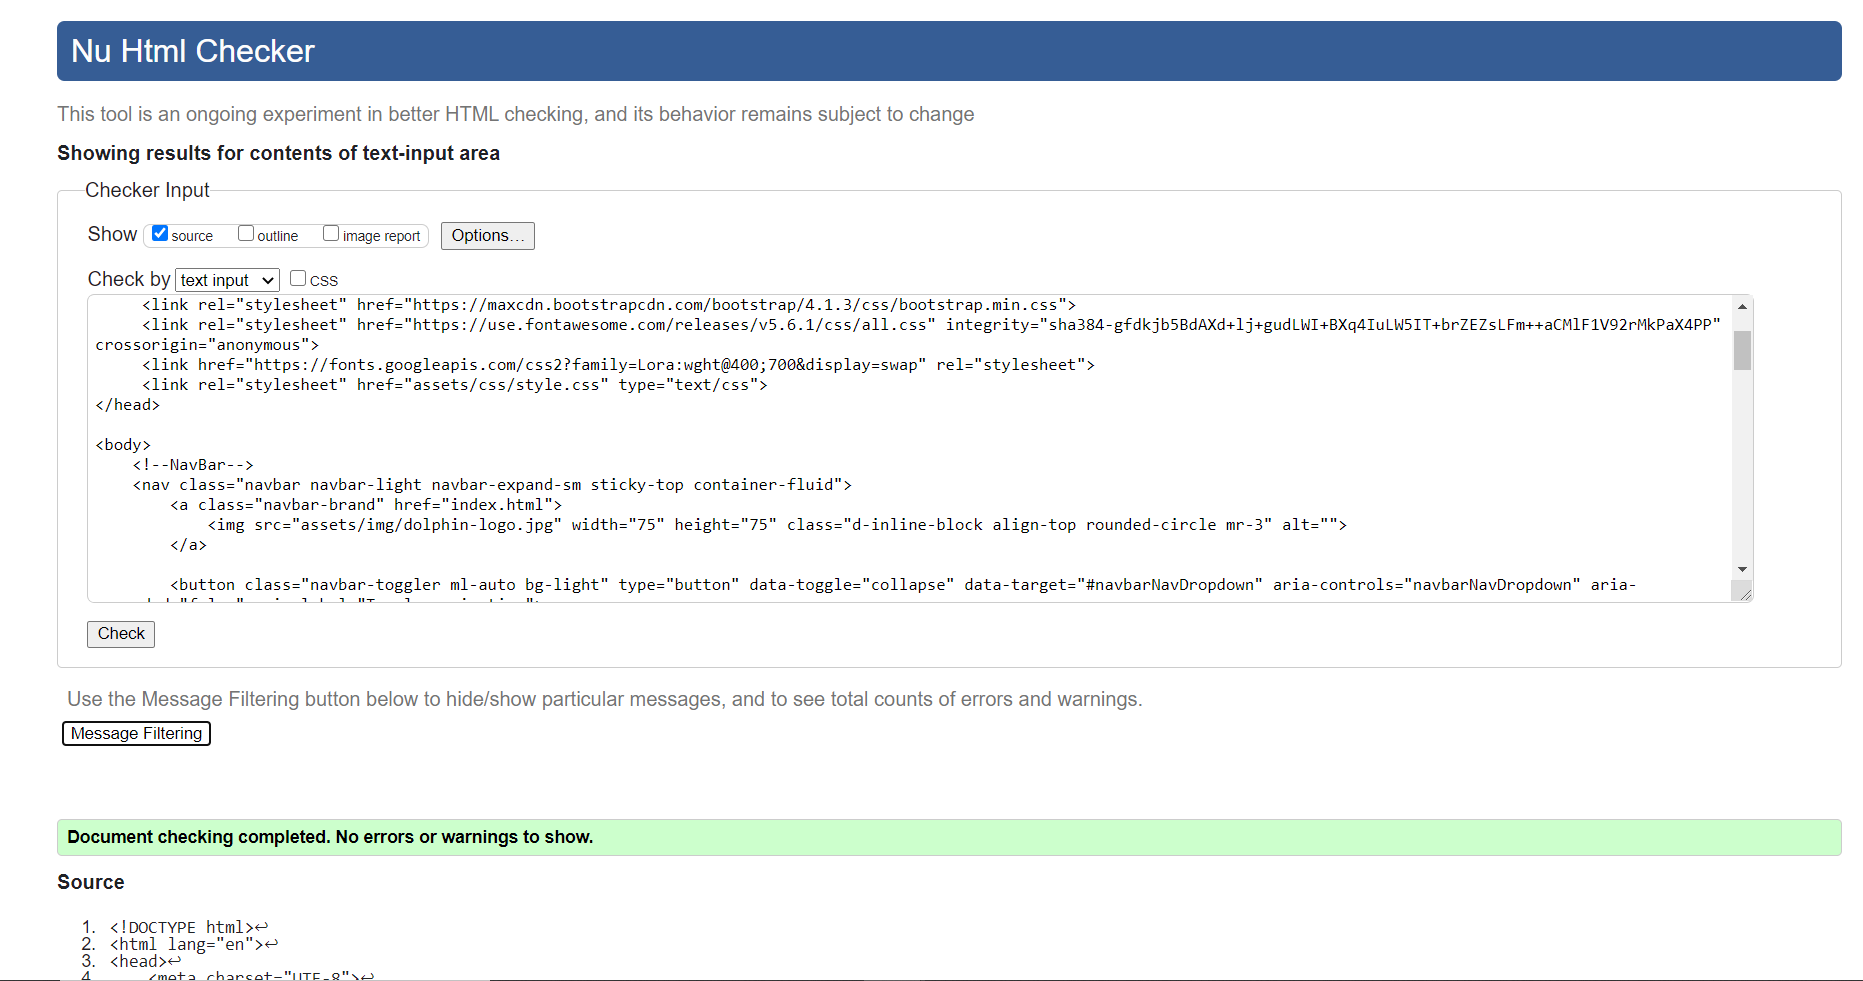 Nu Html Checker
This tool is an ongoing experiment in better HTML checking, and its behavior remains subject to change
Showing results for contents of text-input area
Checker Input
Show source outline image report Options...
Check by text input CSS
<link rel="stylesheet" href="https://maxcdn.bootstrapcdn.com/bootstrap/4.1.3/css/bootstrap.min.css">
<link rel="stylesheet" href="https://use.fontawesome.com/releases/v5.6.1/css/all.css" integrity="sha384-gfdkjb5BdAXd+lj+gudLWI+BXq4IuLW5IT+brZEZsLFm++aCMlF1V92rMkPaX4PP"
crossorigin="anonymous">
<link href="https://fonts.googleapis.com/css2?family=Lora:wght@400;700&display=swap" rel="stylesheet">
<link rel="stylesheet" href="assets/css/style.css" type="text/css">
</head>
<body>
<!--NavBar-->
<nav class="navbar navbar-light navbar-expand-sm sticky-top container-fluid">
<a class="navbar-brand" href="index.html">
<img src="assets/img/dolphin-logo.jpg" width="75" height="75" class="d-inline-block align-top rounded-circle mr-3" alt="">
</a>
<button class="navbar-toggler ml-auto bg-light" type="button" data-toggle="collapse" data-target="#navbarNavDropdown" aria-controls="navbarNavDropdown" aria-
Check
Use the Message Filtering button below to hide/show particular messages, and to see total counts of errors and warnings.
Message Filtering
Document checking completed. No errors or warnings to show.
Source
1. <!DOCTYPE html>↩
2. <html lang="en">↩
3. <head>↩
4. <meta charset="UTF-8">↩